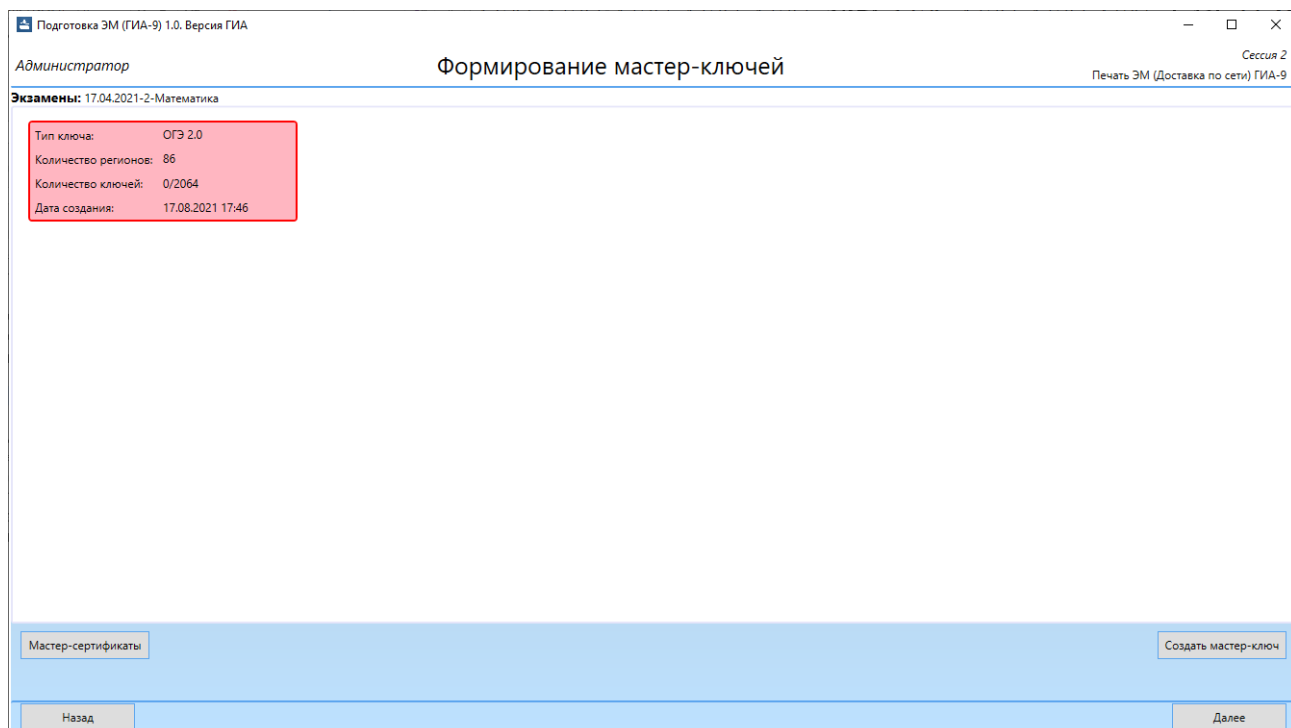 Подготовка ЭМ (ГИА-9) 1.0. Версия ГИА
Администратор
Формирование мастер-ключей
Сессия 2
Печать ЭМ (Доставка по сети) ГИА-9
Экзамены: 17.04.2021-2-Математика
Тип ключа: ОГЭ 2.0
Количество регионов: 86
Количество ключей: 0/2064
Дата создания: 17.08.2021 17:46
Мастер-сертификаты
Создать мастер-ключ
Назад
Далее